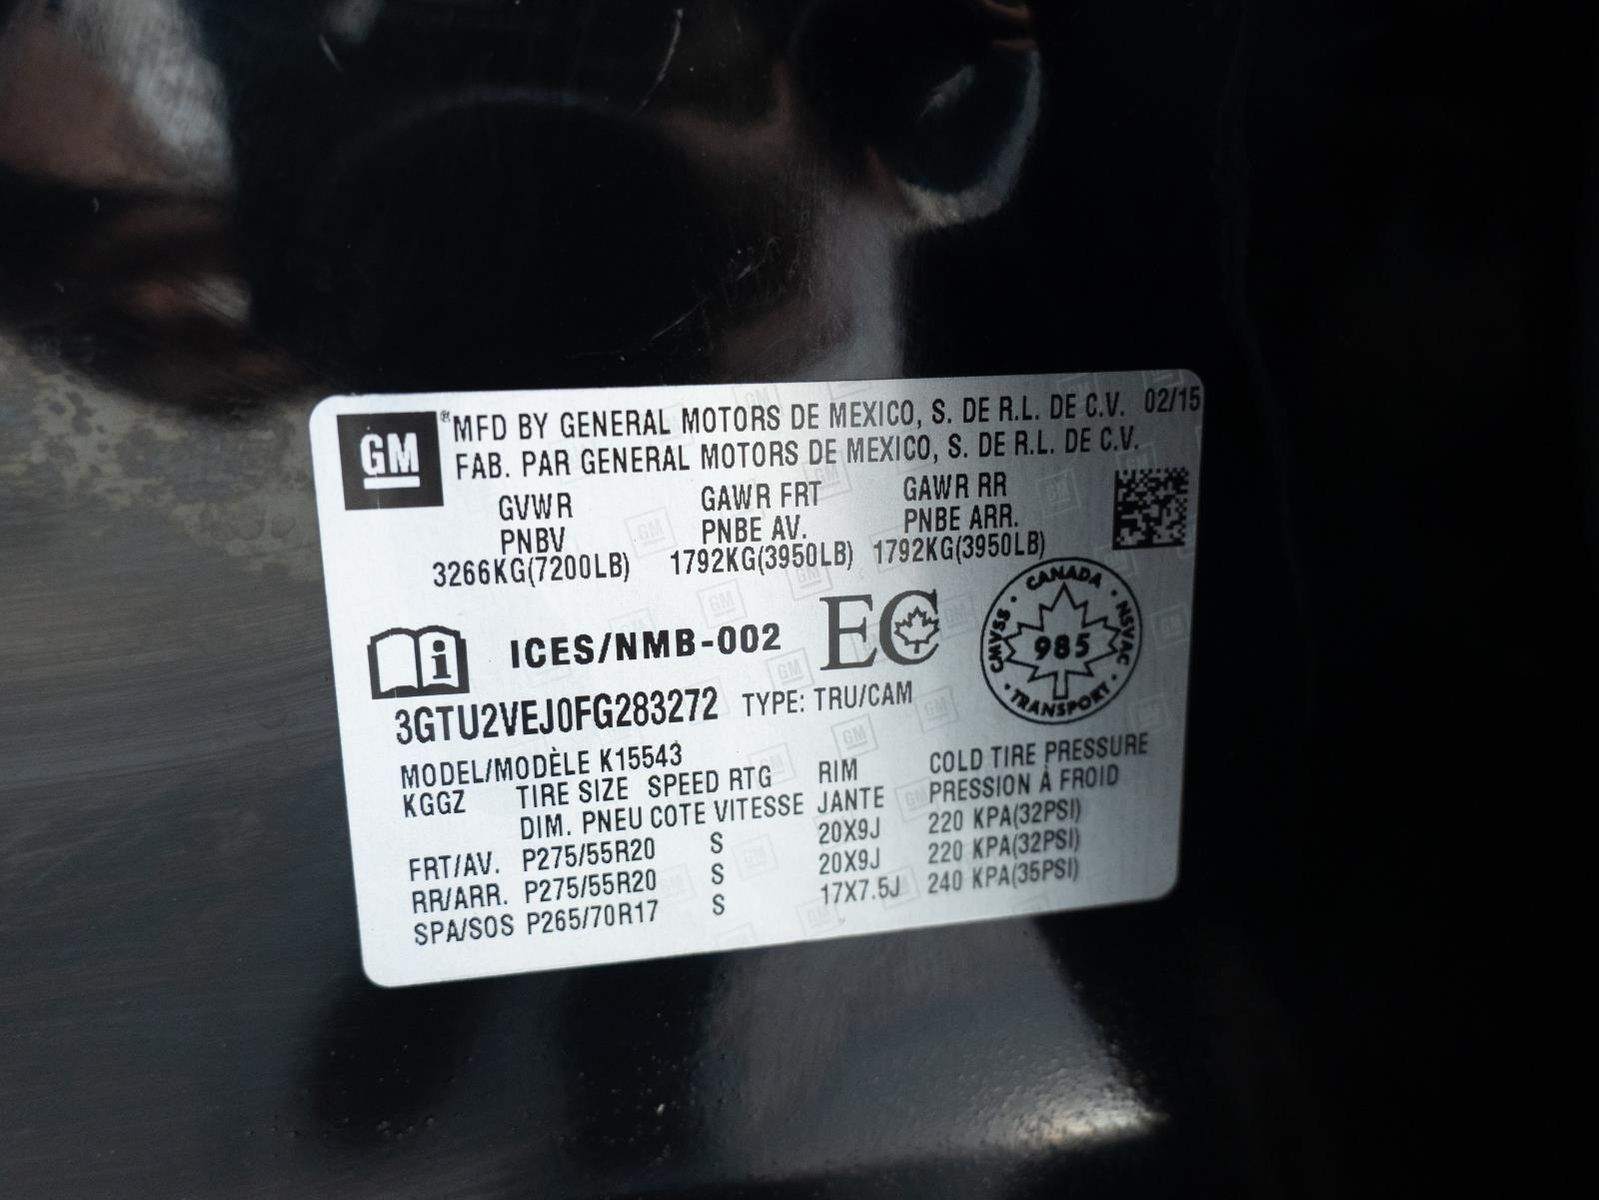 GM
® MFD BY GENERAL MOTORS DE MEXICO, S. DE R.L. DE C.V. 02/15
FAB. PAR GENERAL MOTORS DE MEXICO, S. DE R.L. DE C.V.
GVWR GAWR FRT GAWR RR
PNBV PNBE AV. PNBE ARR.
3266KG(7200LB) 1792KG(3950LB) 1792KG(3950LB)
i ICES/NMB-002 EC
CANADA
CMVSS 985 NSVAC
TRANSPORT
3GTU2VEJ0FG283272 TYPE: TRU/CAM
MODEL/MODÈLE K15543
KGGZ TIRE SIZE SPEED RTG RIM COLD TIRE PRESSURE
DIM. PNEU COTE VITESSE JANTE PRESSION À FROID
FRT/AV. P275/55R20 S 20X9J 220 KPA(32PSI)
RR/ARR. P275/55R20 S 20X9J 220 KPA(32PSI)
SPA/SOS P265/70R17 S 17X7.5J 240 KPA(35PSI)